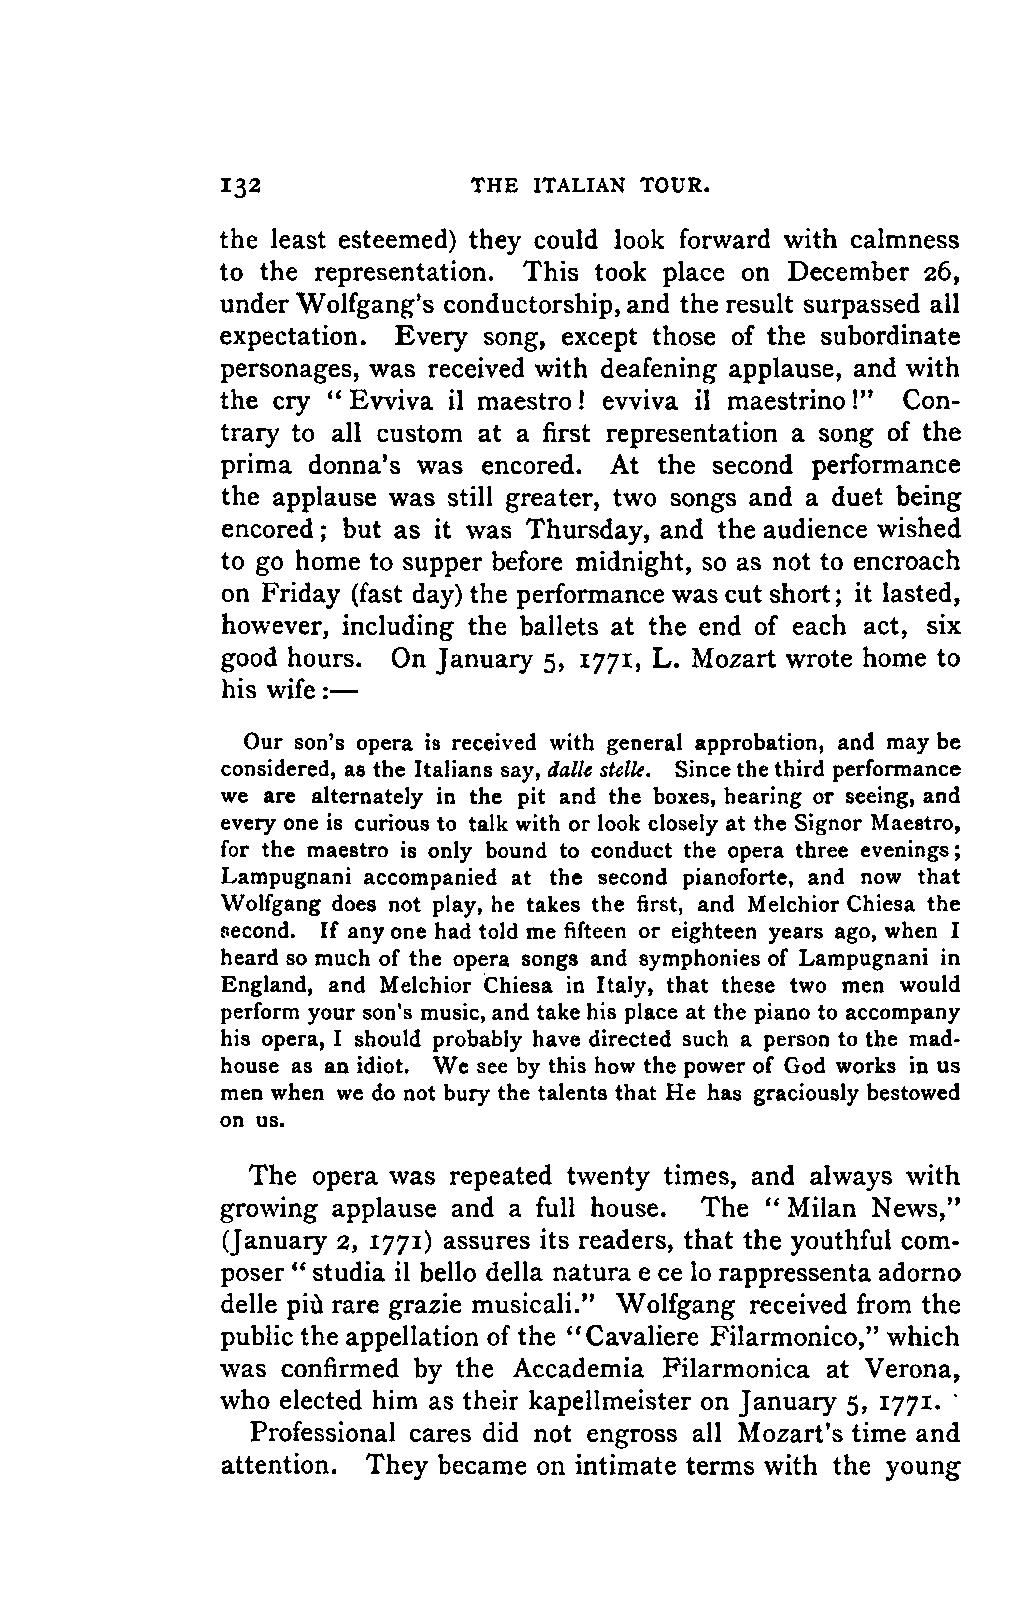 132 THE ITALIAN TOUR.
the least esteemed) they could look forward with calmness
to the representation. This took place on December 26,
under Wolfgang's conductorship, and the result surpassed all
expectation. Every song, except those of the subordinate
personages, was received with deafening applause, and with
the cry “Evviva il maestro! evviva il maestrino!” Con-
trary to all custom at a first representation a song of the
prima donna's was encored. At the second performance
the applause was still greater, two songs and a duet being
encored; but as it was Thursday, and the audience wished
to go home to supper before midnight, so as not to encroach
on Friday (fast day) the performance was cut short; it lasted,
however, including the ballets at the end of each act, six
good hours. On January 5, 1771, L. Mozart wrote home to
his wife:—
Our son's opera is received with general approbation, and may be
considered, as the Italians say, dalle stelle. Since the third performance
we are alternately in the pit and the boxes, hearing or seeing, and
every one is curious to talk with or look closely at the Signor Maestro,
for the maestro is only bound to conduct the opera three evenings;
Lampugnani accompanied at the second pianoforte, and now that
Wolfgang does not play, he takes the first, and Melchior Chiesa the
second. If any one had told me fifteen or eighteen years ago, when I
heard so much of the opera songs and symphonies of Lampugnani in
England, and Melchior Chiesa in Italy, that these two men would
perform your son's music, and take his place at the piano to accompany
his opera, I should probably have directed such a person to the mad-
house as an idiot. We see by this how the power of God works in us
men when we do not bury the talents that He has graciously bestowed
on us.
The opera was repeated twenty times, and always with
growing applause and a full house. The “Milan News,”
(January 2, 1771) assures its readers, that the youthful com-
poser “studia il bello della natura e ce lo rappressenta adorno
delle più rare grazie musicali.” Wolfgang received from the
public the appellation of the “Cavaliere Filarmonico,” which
was confirmed by the Accademia Filarmonica at Verona,
who elected him as their kapellmeister on January 5, 1771.
Professional cares did not engross all Mozart's time and
attention. They became on intimate terms with the young